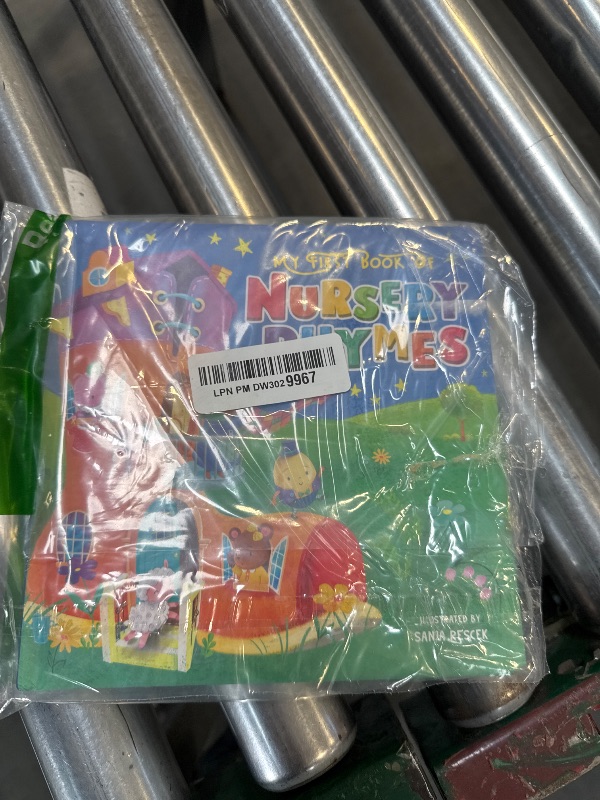 MY FIRST BOOK OF
NURSERY
RHYMES
LPN PM DW3029967
ILLUSTRATED BY
SANJA RESCEK